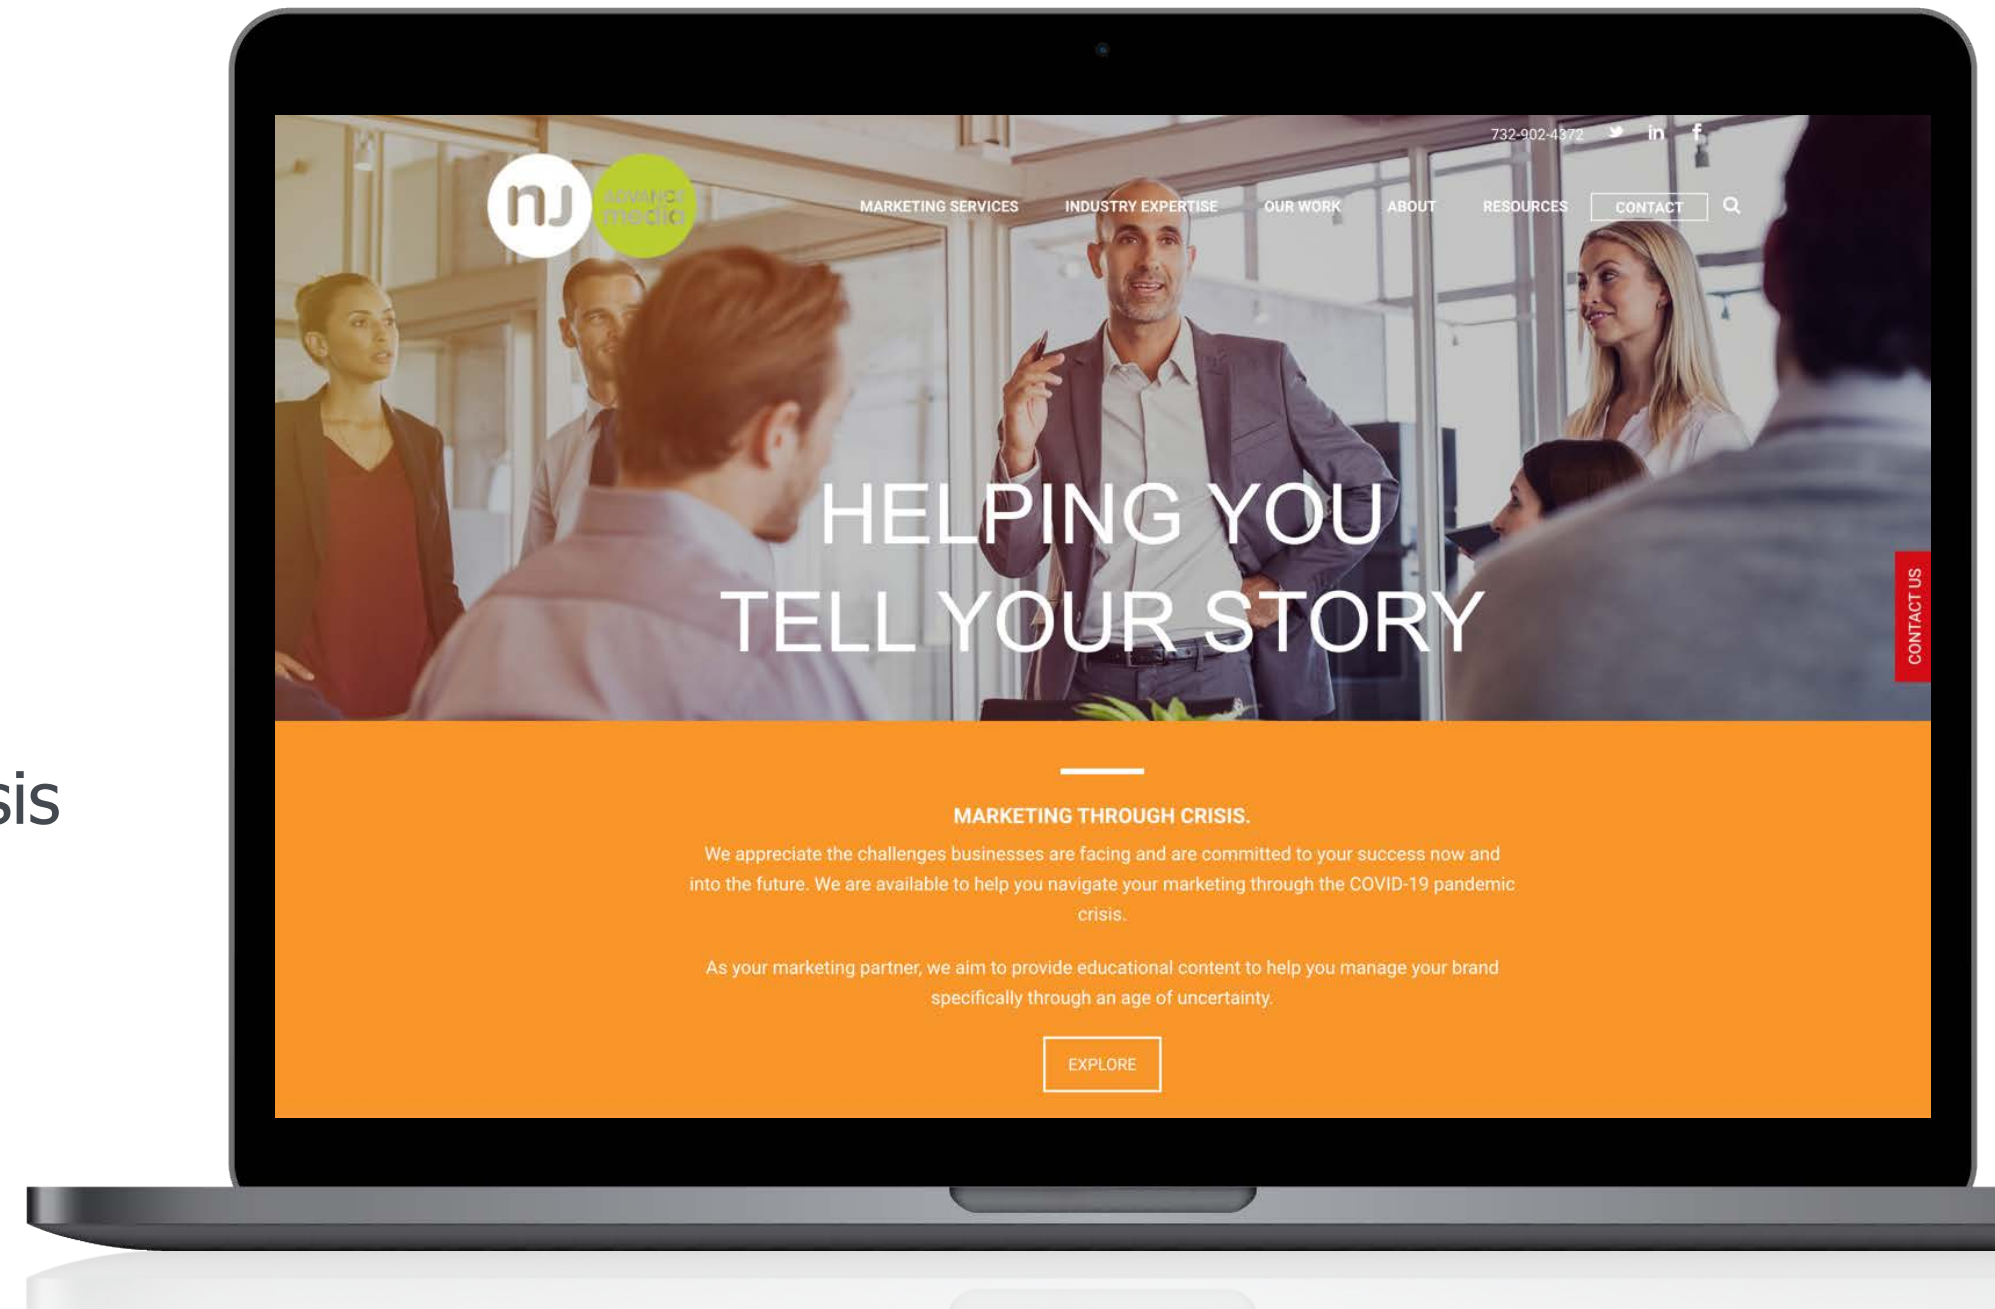 732-902-4372
nj ADVANCE media
MARKETING SERVICES INDUSTRY EXPERTISE OUR WORK ABOUT RESOURCES CONTACT
HELPING YOU
TELL YOUR STORY
CONTACT US
sis
MARKETING THROUGH CRISIS.
We appreciate the challenges businesses are facing and are committed to your success now and
into the future. We are available to help you navigate your marketing through the COVID-19 pandemic
crisis.
As your marketing partner, we aim to provide educational content to help you manage your brand
specifically through an age of uncertainty.
EXPLORE